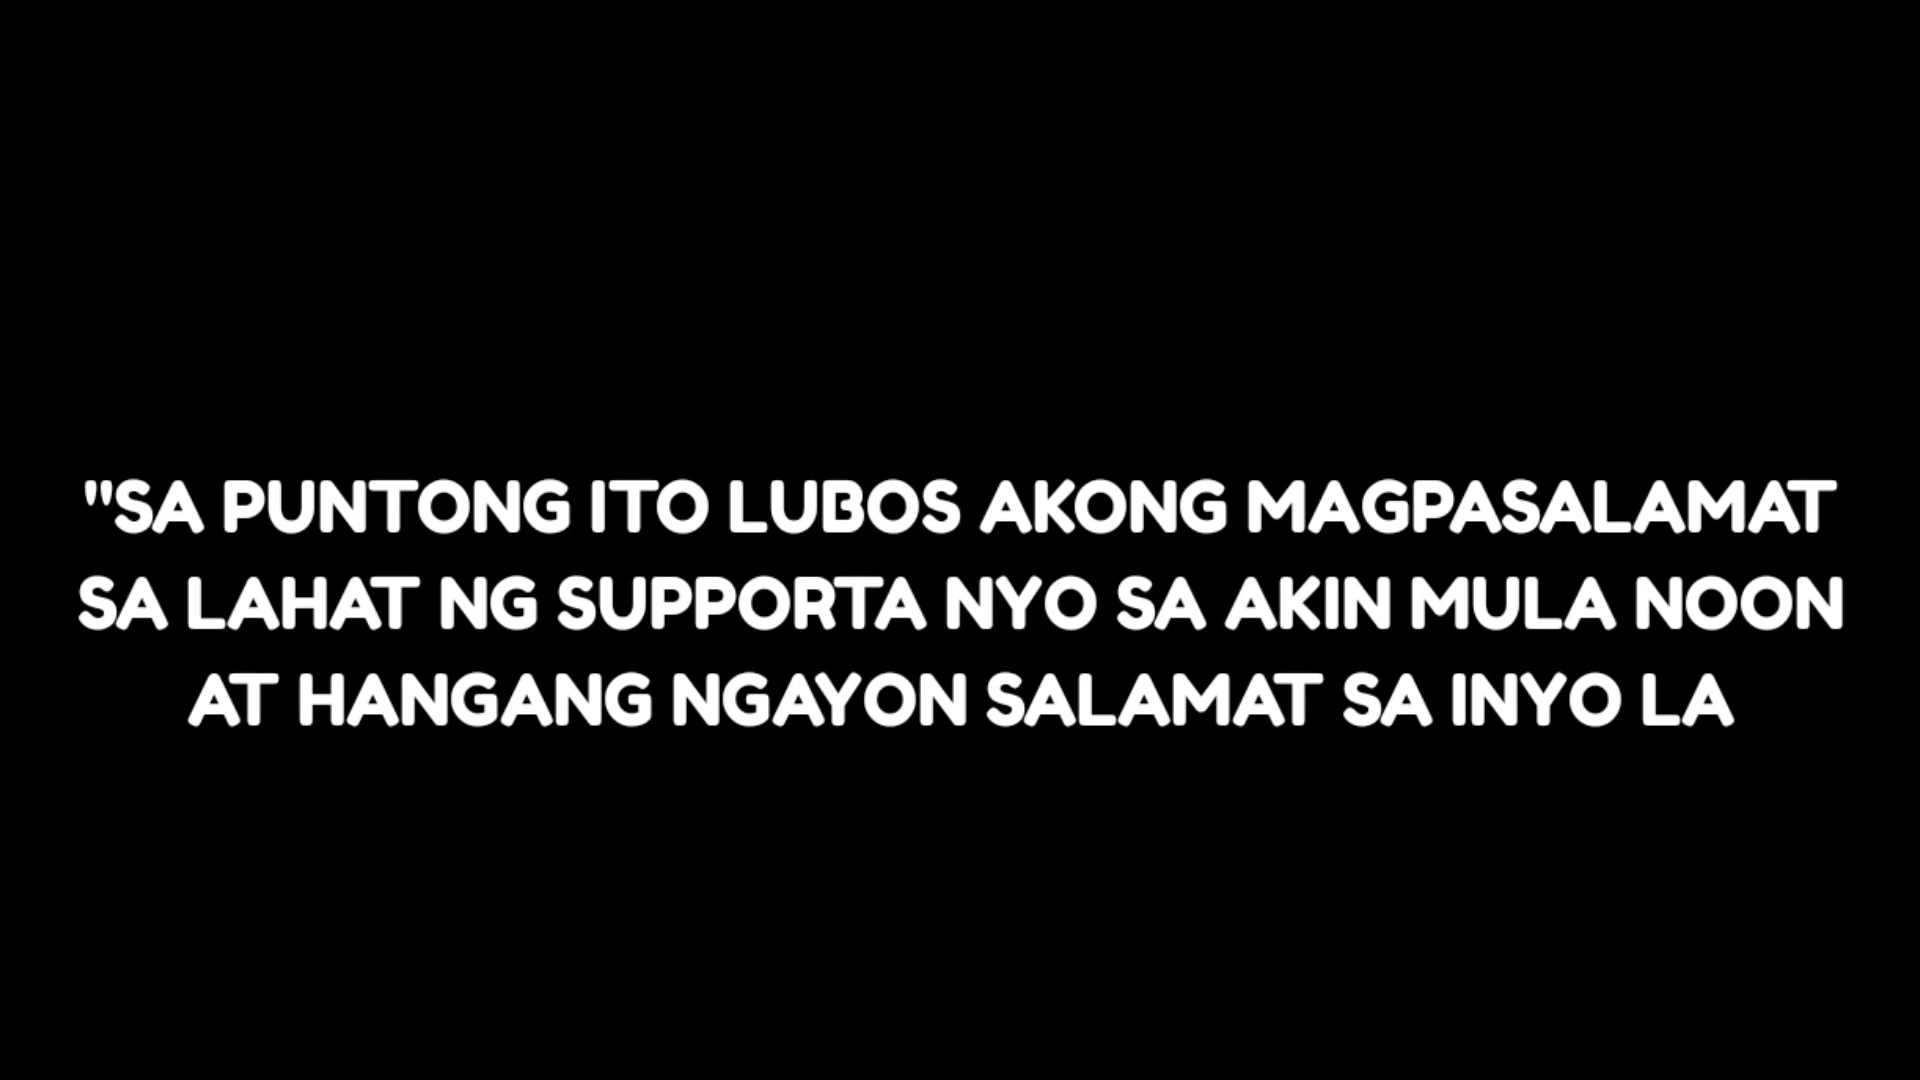 "SA PUNTONG ITO LUBOS AKONG MAGPASALAMAT
SA LAHAT NG SUPPORTA NYO SA AKIN MULA NOON
AT HANGANG NGAYON SALAMAT SA INYO LA